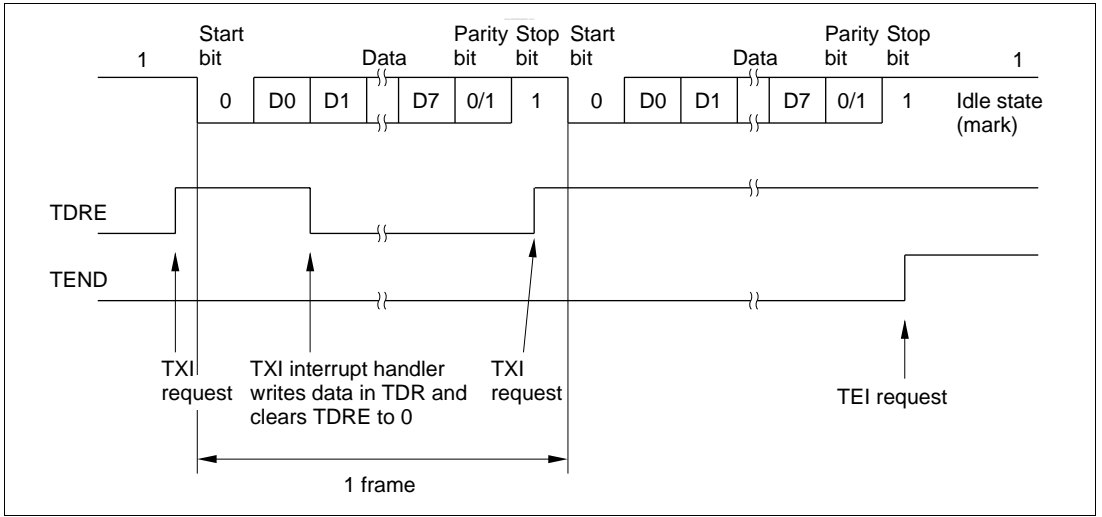 Start Parity Stop Start Parity Stop
1 bit Data bit bit bit Data bit bit 1
0 D0 D1 D7 0/1 1 0 D0 D1 D7 0/1 1 Idle state
(mark)
TDRE
TEND
TXI TXI interrupt handler TXI
request writes data in TDR and request TEI request
clears TDRE to 0
1 frame